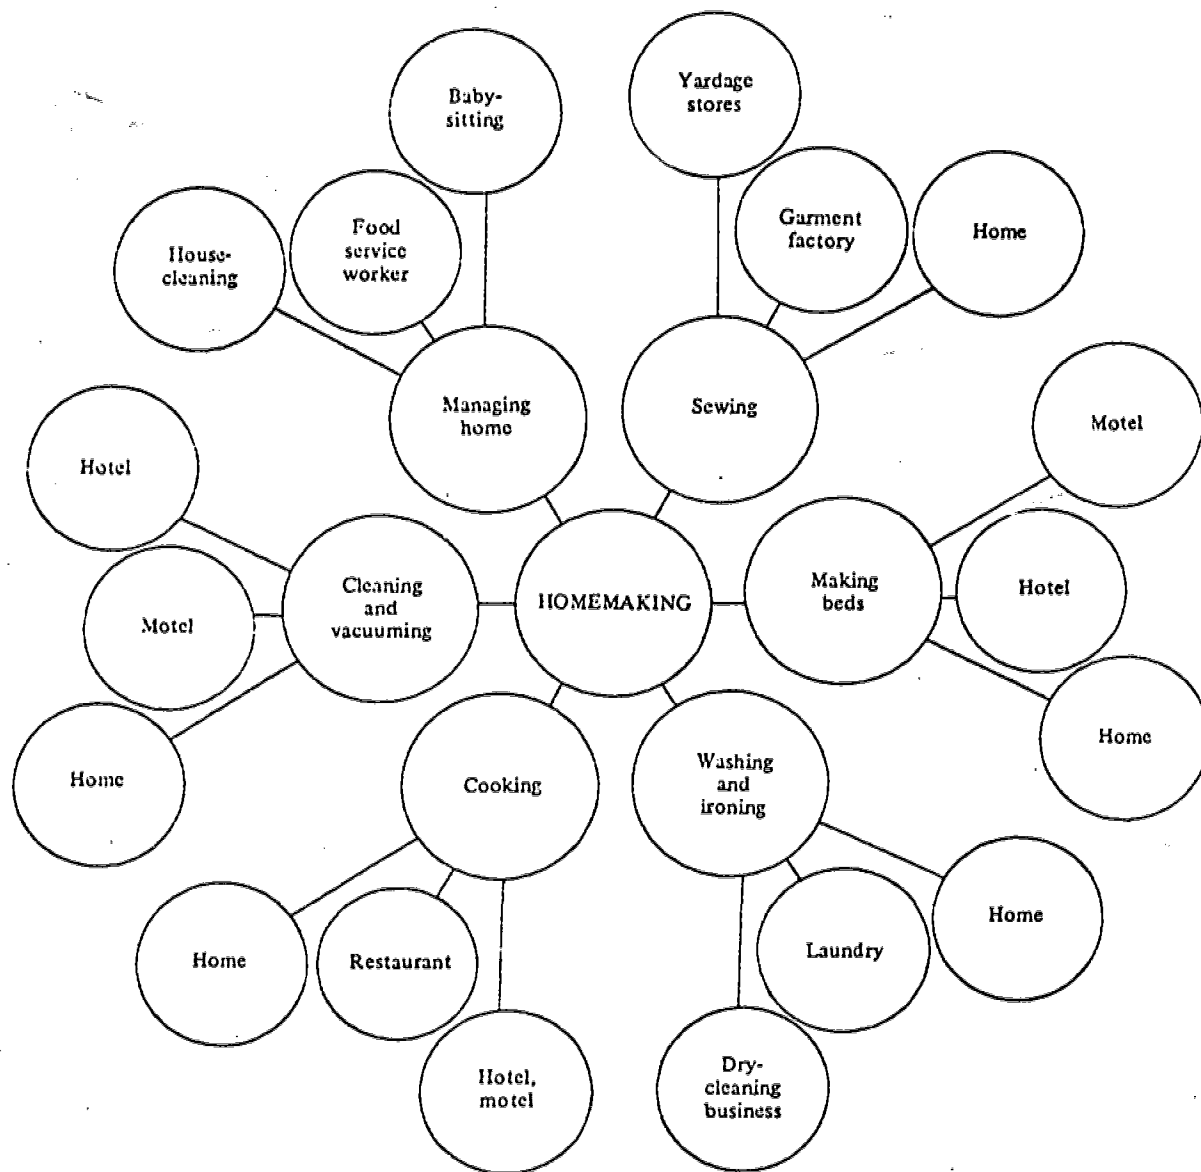 Baby-
sitting
Yardage
stores
House-
cleaning
Food
service
worker
Garment
factory
Home
Managing
home
Sewing
Motel
Hotel
Cleaning
and
vacuuming
HOMEMAKING
Making
beds
Hotel
Motel
Home
Home
Cooking
Washing
and
ironing
Home
Restaurant
Laundry
Home
Hotel,
motel
Dry-
cleaning
business